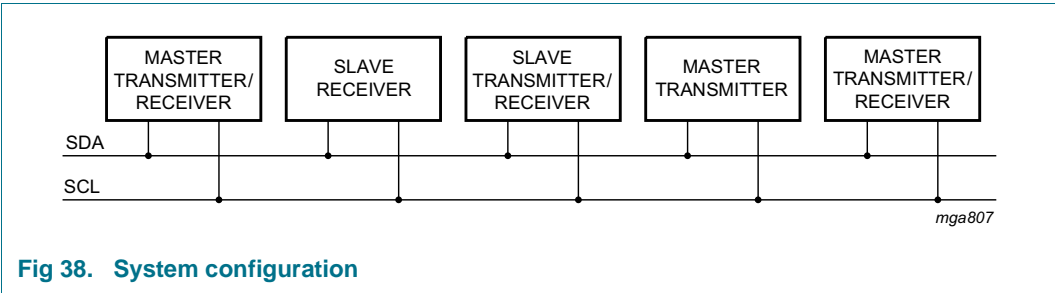 MASTER
TRANSMITTER/
RECEIVER
SLAVE
RECEIVER
SLAVE
TRANSMITTER/
RECEIVER
MASTER
TRANSMITTER
MASTER
TRANSMITTER/
RECEIVER
SDA
SCL
mga807
Fig 38. System configuration